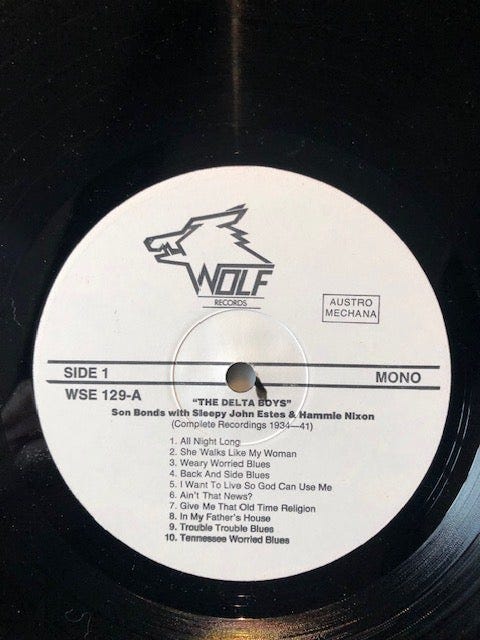 WOLF
RECORDS
AUSTRO
MECHANA
SIDE 1
MONO
WSE 129-A
"THE DELTA BOYS"
Son Bonds with Sleepy John Estes & Hammie Nixon
(Complete Recordings 1934—41)
1. All Night Long
2. She Walks Like My Woman
3. Weary Worried Blues
4. Back And Side Blues
5. I Want To Live So God Can Use Me
6. Ain't That News?
7. Give Me That Old Time Religion
8. In My Father's House
9. Trouble Trouble Blues
10. Tennessee Worried Blues